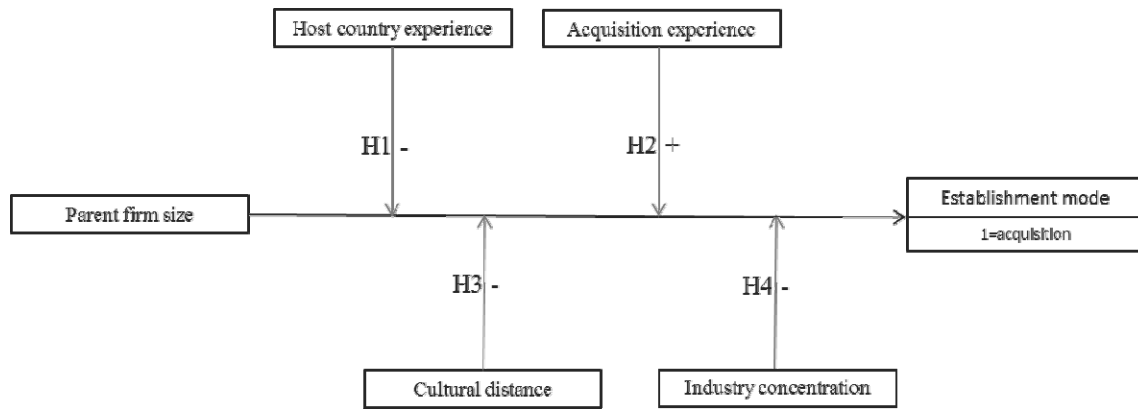 Host country experience
Acquisition experience
H1 -
H2 +
Parent firm size
Establishment mode
1=acquisition
H3 -
H4 -
Cultural distance
Industry concentration